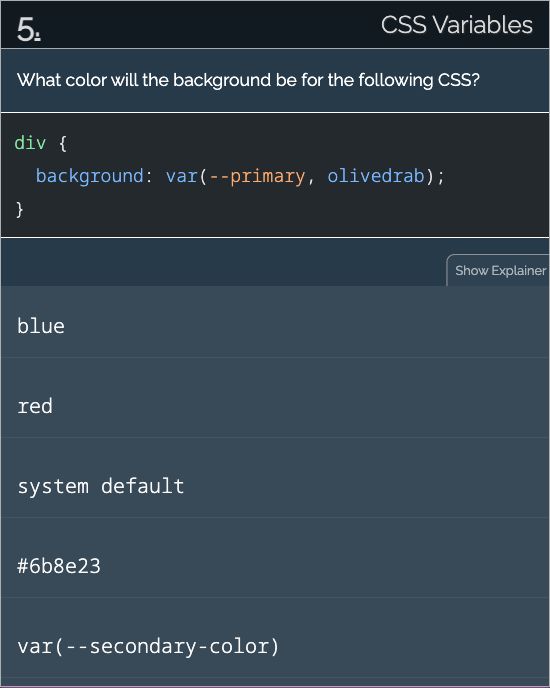 5.
CSS Variables
What color will the background be for the following CSS?
div {
  background: var(--primary, olivedrab);
}
Show Explainer
blue
red
system default
#6b8e23
var(--secondary-color)